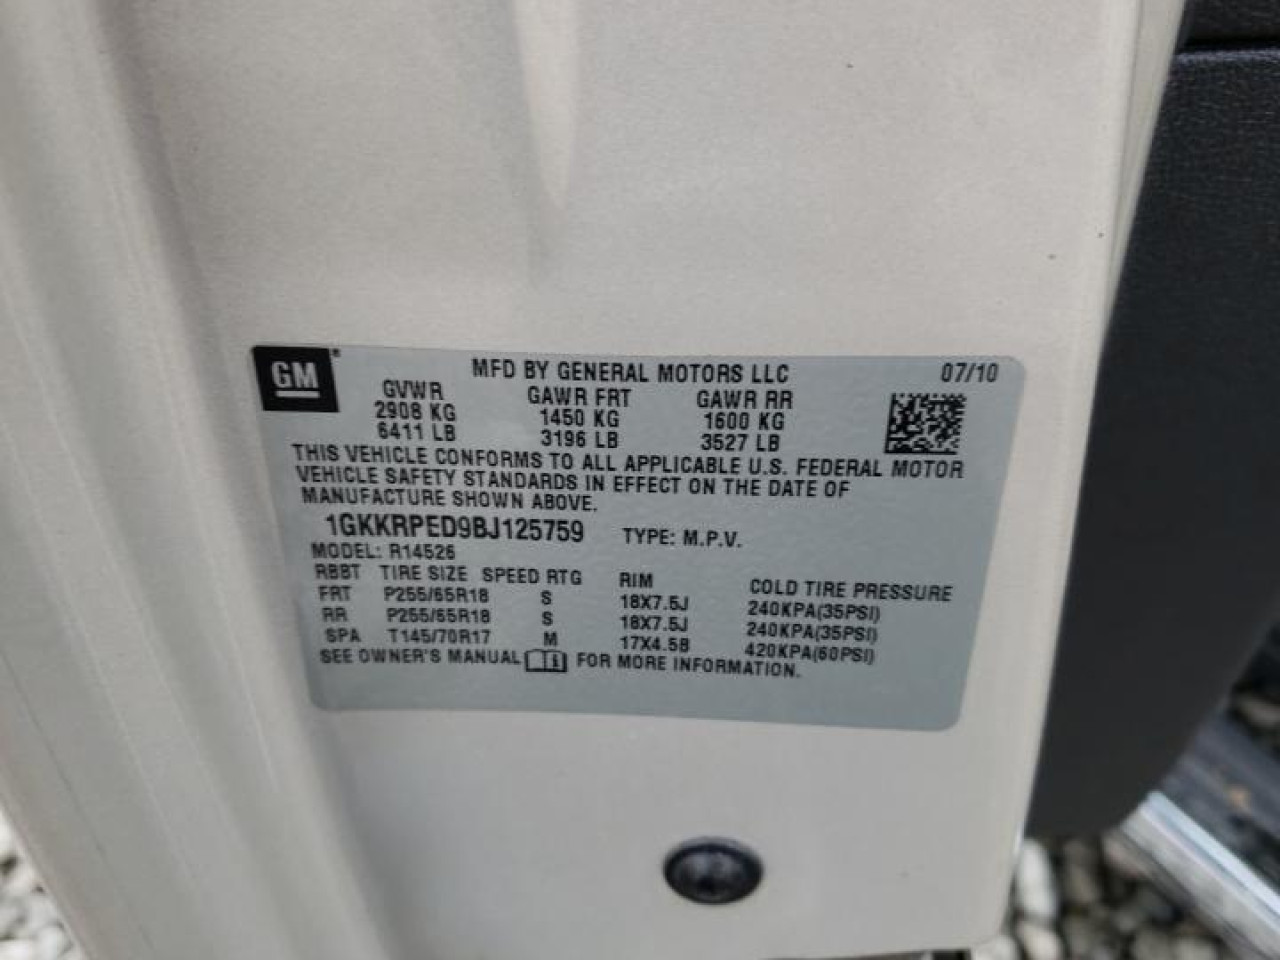 GM
MFD BY GENERAL MOTORS LLC 07/10
GVWR GAWR FRT GAWR RR
2908 KG 1450 KG 1600 KG
6411 LB 3196 LB 3527 LB
THIS VEHICLE CONFORMS TO ALL APPLICABLE U.S. FEDERAL MOTOR
VEHICLE SAFETY STANDARDS IN EFFECT ON THE DATE OF
MANUFACTURE SHOWN ABOVE.
1GKKRPED9BJ125759 TYPE: M.P.V.
MODEL: R14526
RBBT TIRE SIZE SPEED RTG RIM COLD TIRE PRESSURE
FRT P255/65R18 S 18X7.5J 240KPA(35PSI)
RR P255/65R18 S 18X7.5J 240KPA(35PSI)
SPA T145/70R17 M 17X4.5B 420KPA(60PSI)
SEE OWNER'S MANUAL FOR MORE INFORMATION.